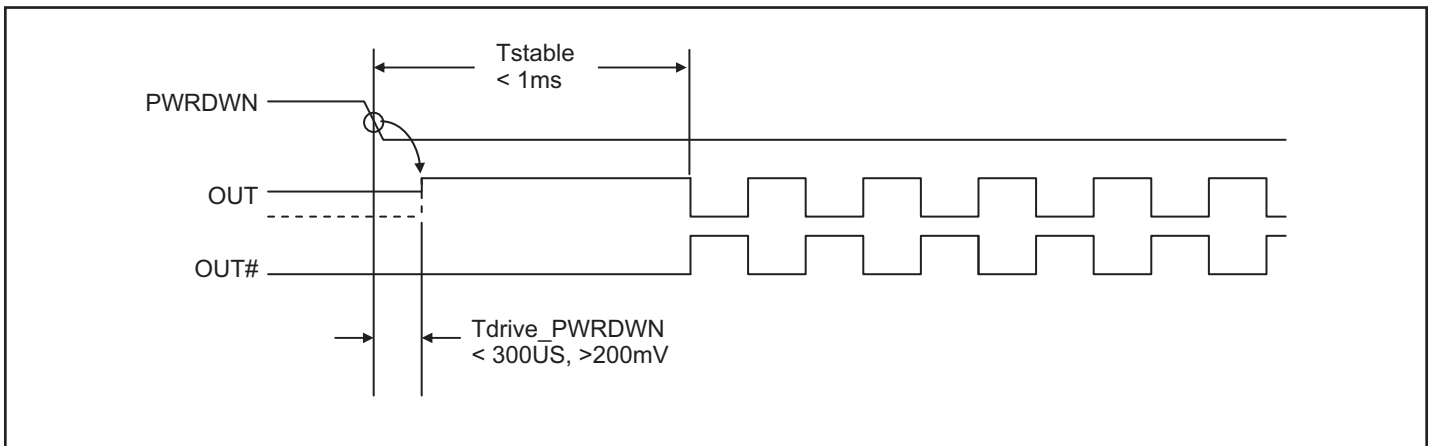 Tstable
< 1ms
PWRDWN
OUT
OUT#
Tdrive_PWRDWN
< 300US, >200mV